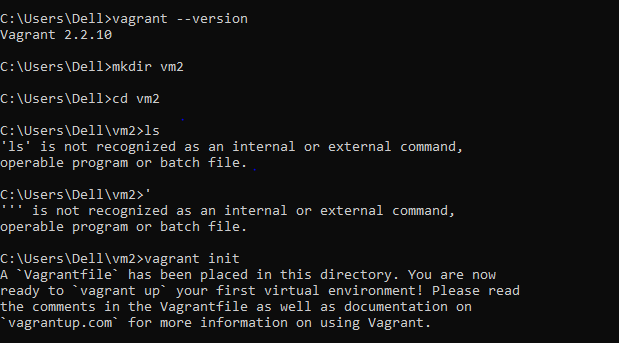 C:\Users\Dell>vagrant --version
Vagrant 2.2.10
C:\Users\Dell>mkdir vm2
C:\Users\Dell>cd vm2
C:\Users\Dell\vm2>ls
'ls' is not recognized as an internal or external command,
operable program or batch file.
C:\Users\Dell\vm2>'
''' is not recognized as an internal or external command,
operable program or batch file.
C:\Users\Dell\vm2>vagrant init
A `Vagrantfile` has been placed in this directory. You are now
ready to `vagrant up` your first virtual environment! Please read
the comments in the Vagrantfile as well as documentation on
`vagrantup.com` for more information on using Vagrant.